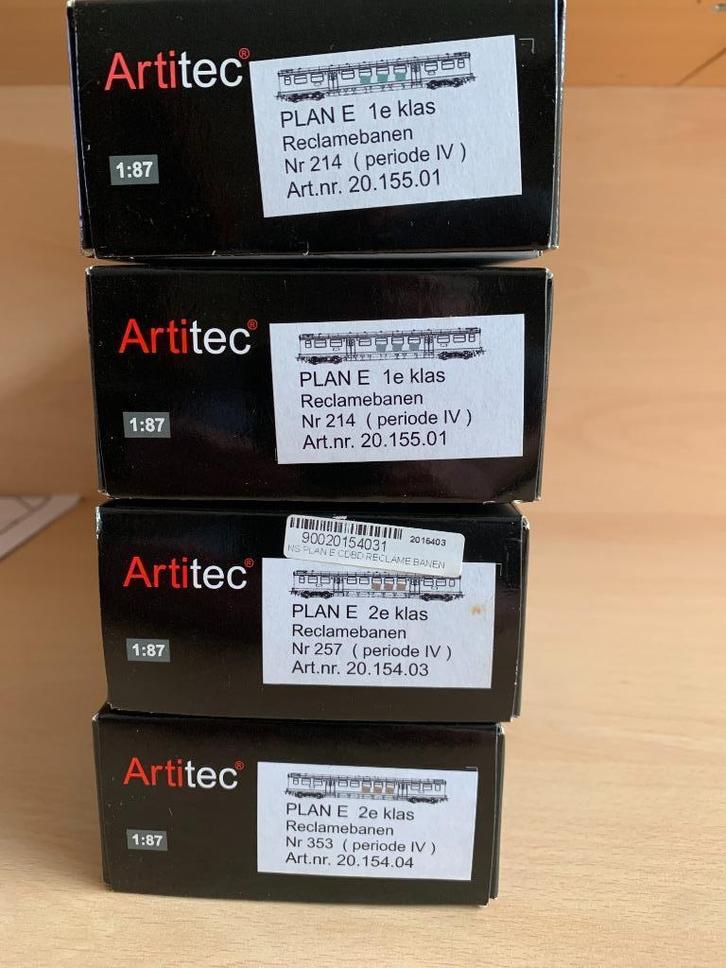 Artitec®
PLAN E 1e klas
Reclamebanen
Nr 214 ( periode IV )
Art.nr. 20.155.01
1:87
Artitec®
PLAN E 1e klas
Reclamebanen
Nr 214 ( periode IV )
Art.nr. 20.155.01
1:87
90020154031 2016403
NS PLAN E CDBD RECLAME BANEN
Artitec®
PLAN E 2e klas
Reclamebanen
Nr 257 ( periode IV )
Art.nr. 20.154.03
1:87
Artitec®
PLAN E 2e klas
Reclamebanen
Nr 353 ( periode IV )
Art.nr. 20.154.04
1:87